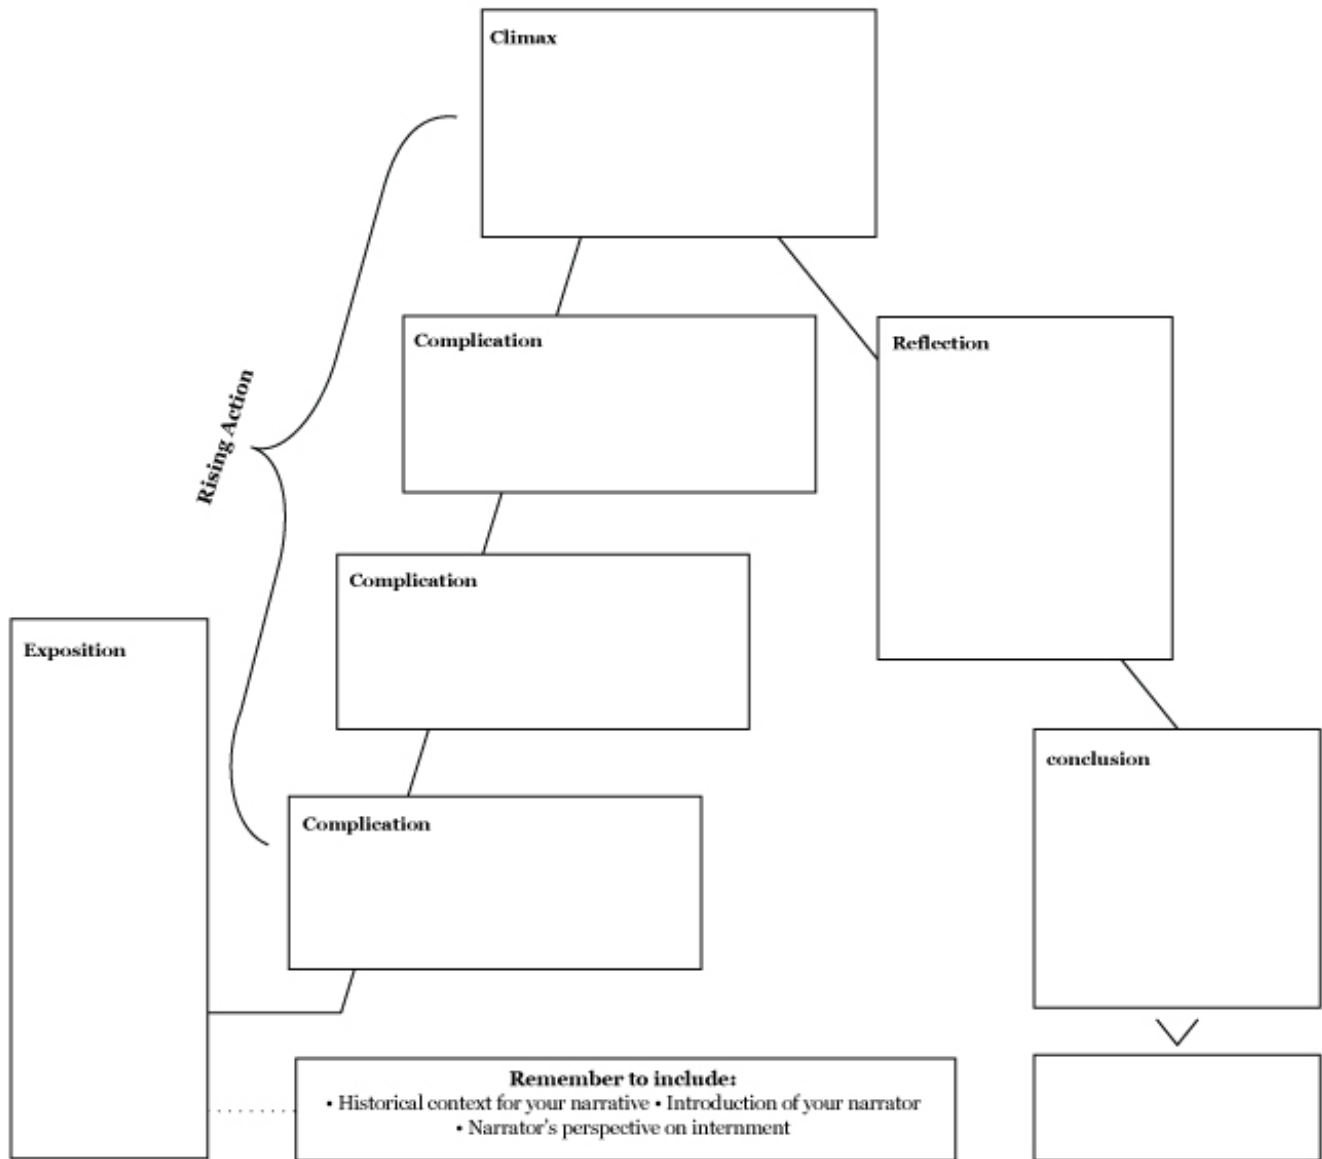 Climax
Complication
Reflection
Rising Action
Complication
Exposition
conclusion
Complication
Remember to include:
• Historical context for your narrative • Introduction of your narrator
• Narrator's perspective on internment